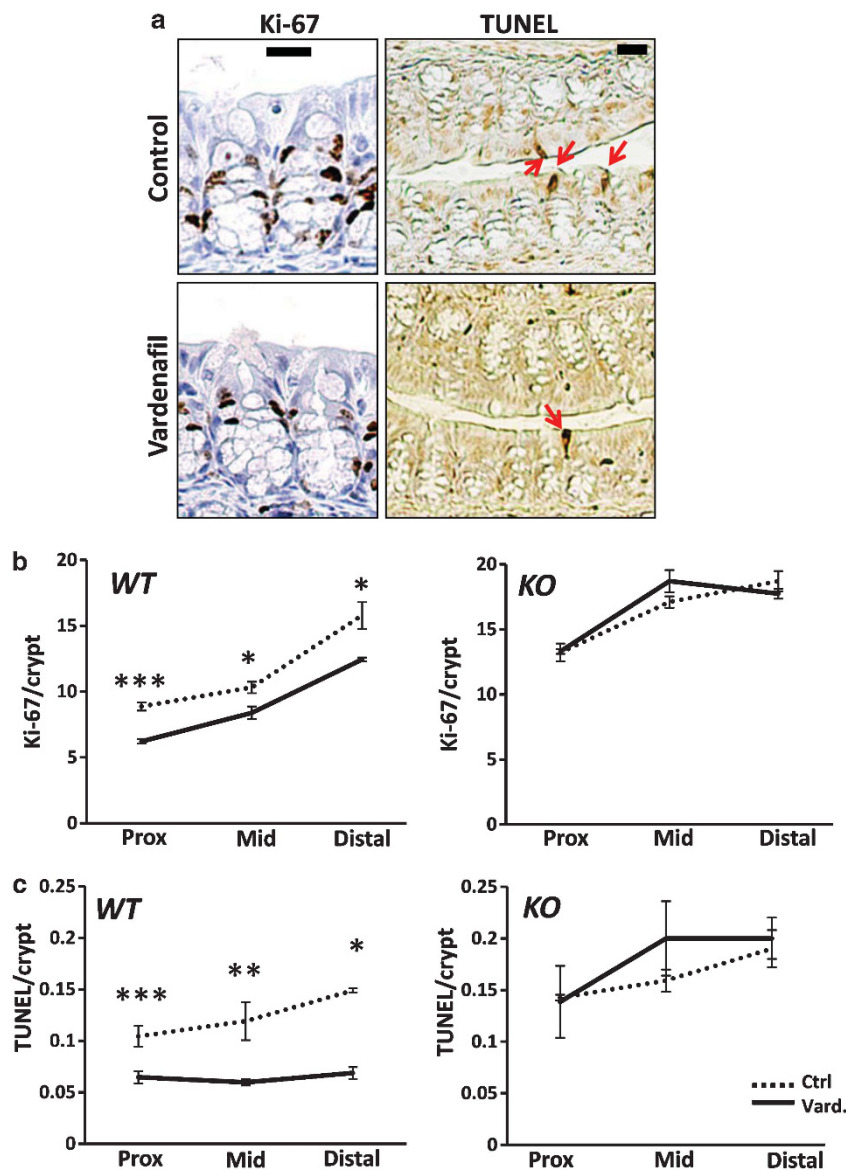 a
Ki-67 TUNEL
Control
Vardenafil
b
WT
KO
Ki-67/crypt
20
15
10
5
0
*** * *
Prox Mid Distal
Ki-67/crypt
20
15
10
5
0
Prox Mid Distal
c
WT
KO
TUNEL/crypt
0.25
0.2
0.15
0.1
0.05
0
*** ** *
Prox Mid Distal
TUNEL/crypt
0.25
0.2
0.15
0.1
0.05
0
Ctrl
Vard.
Prox Mid Distal